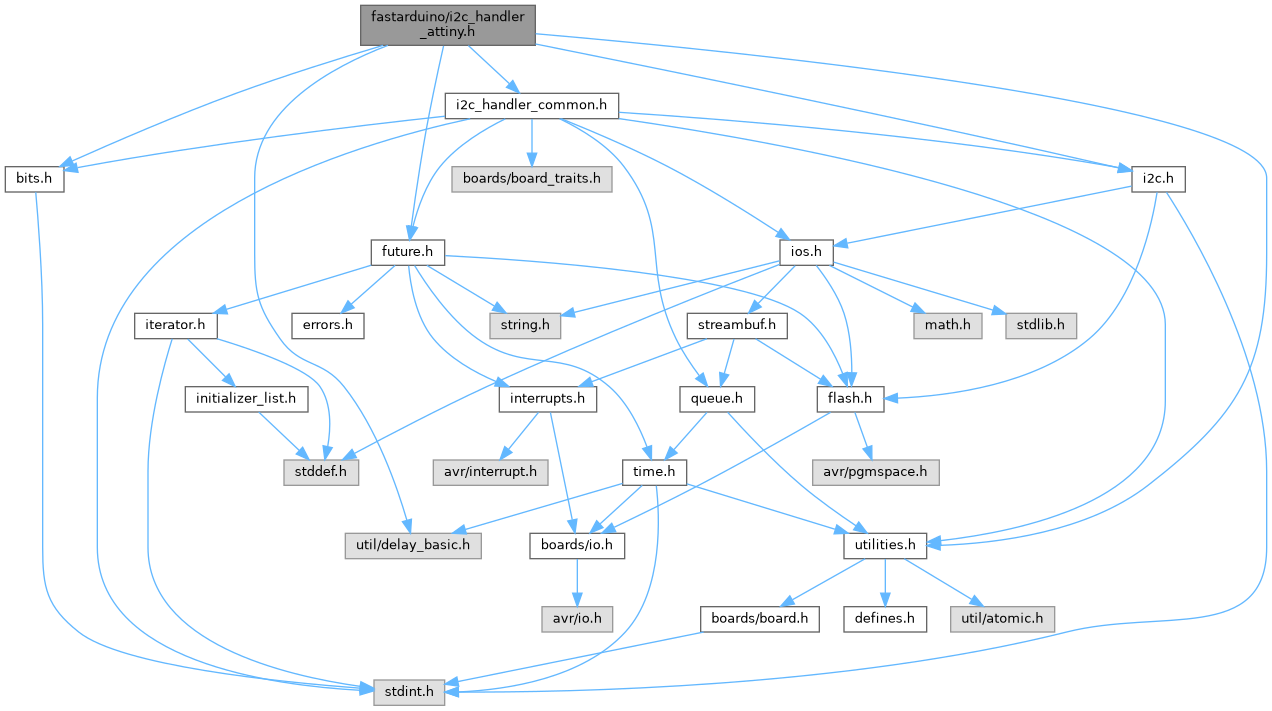 fastarduino/i2c_handler
_attiny.h
i2c_handler_common.h
bits.h
boards/board_traits.h
i2c.h
future.h
ios.h
iterator.h
errors.h
string.h
streambuf.h
math.h
stdlib.h
initializer_list.h
interrupts.h
queue.h
flash.h
stddef.h
avr/interrupt.h
time.h
avr/pgmspace.h
util/delay_basic.h
boards/io.h
utilities.h
avr/io.h
boards/board.h
defines.h
util/atomic.h
stdint.h